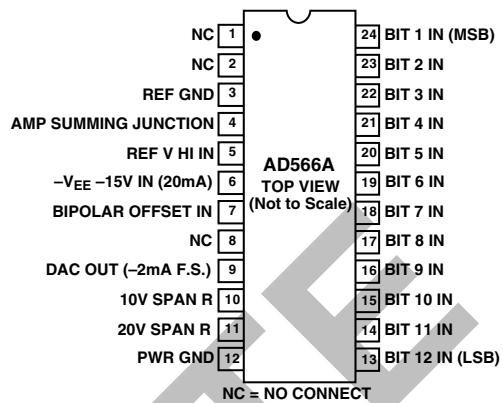 NC 1
NC 2
REF GND 3
AMP SUMMING JUNCTION 4
REF V HI IN 5
–VEE –15V IN (20mA) 6
BIPOLAR OFFSET IN 7
NC 8
DAC OUT (–2mA F.S.) 9
10V SPAN R 10
20V SPAN R 11
PWR GND 12
AD566A
TOP VIEW
(Not to Scale)
24 BIT 1 IN (MSB)
23 BIT 2 IN
22 BIT 3 IN
21 BIT 4 IN
20 BIT 5 IN
19 BIT 6 IN
18 BIT 7 IN
17 BIT 8 IN
16 BIT 9 IN
15 BIT 10 IN
14 BIT 11 IN
13 BIT 12 IN (LSB)
NC = NO CONNECT